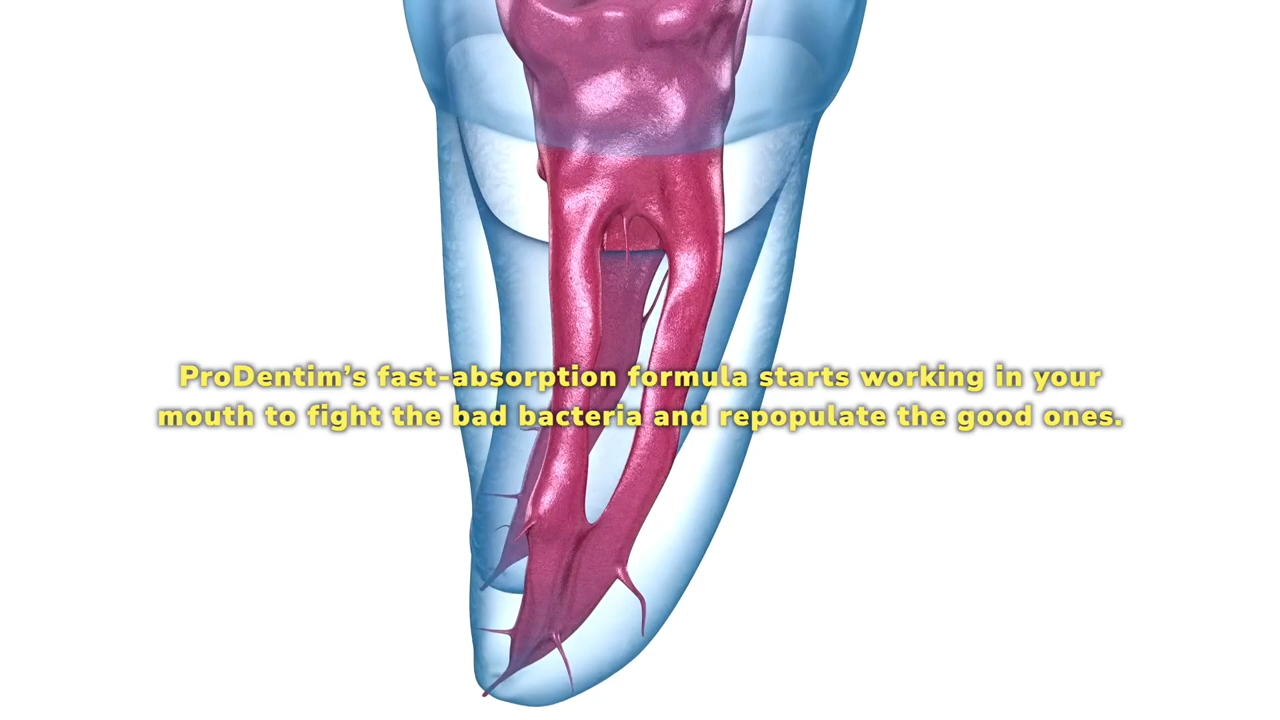 ProDentim’s fast-absorption formula starts working in your
mouth to fight the bad bacteria and repopulate the good ones.